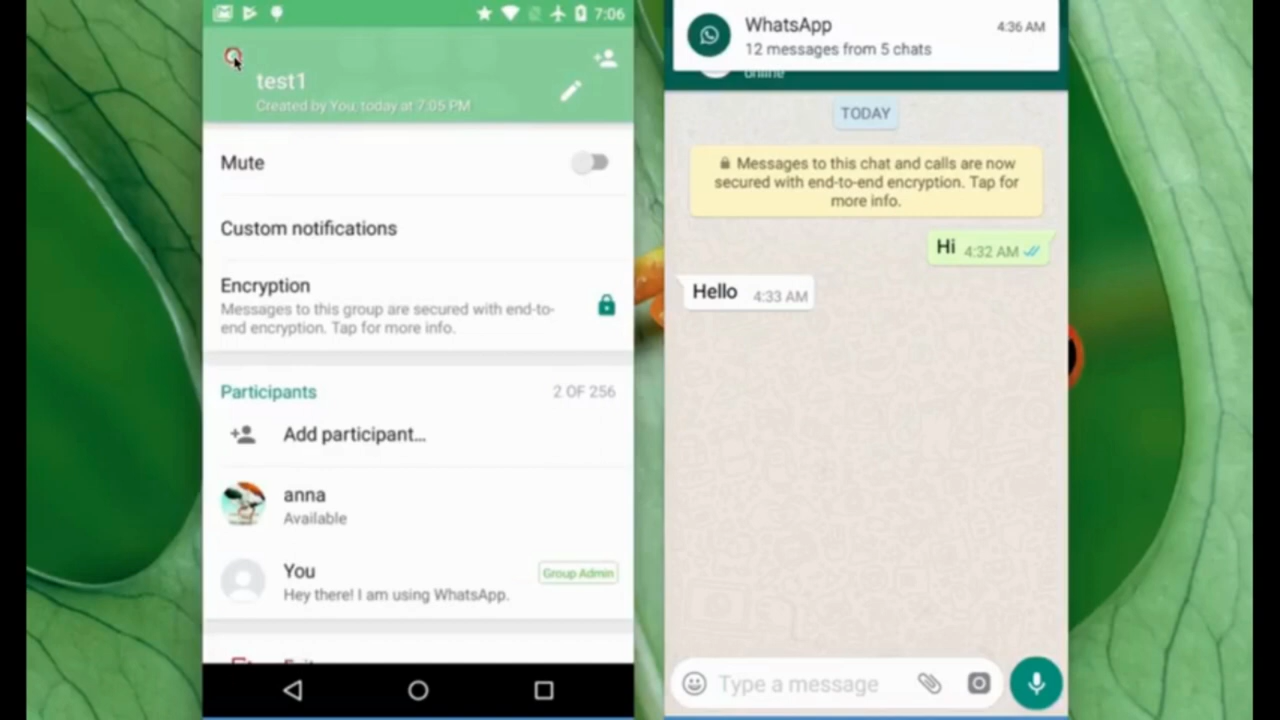 7:06
test1
Created by You, today at 7:05 PM
Mute
Custom notifications
Encryption
Messages to this group are secured with end-to-
end encryption. Tap for more info.
Participants 2 OF 256
Add participant...
anna
Available
You Group Admin
Hey there! I am using WhatsApp.
WhatsApp 4:36 AM
12 messages from 5 chats
online
TODAY
Messages to this chat and calls are now
secured with end-to-end encryption. Tap for
more info.
Hi 4:32 AM
Hello 4:33 AM
Type a message